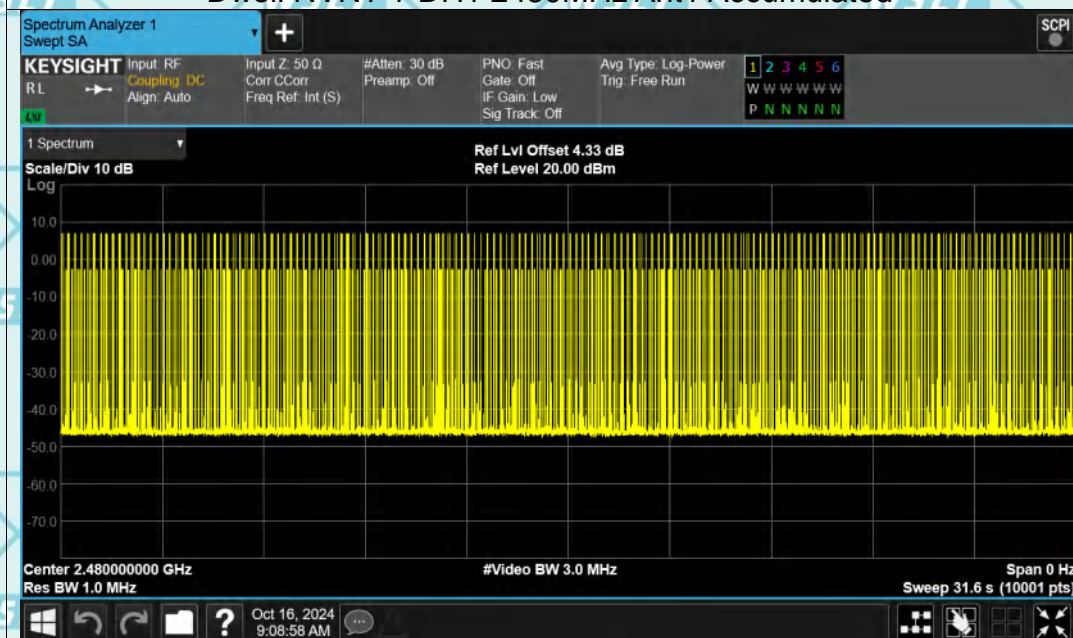 Spectrum Analyzer 1
Swept SA
+
SCPI
KEYSIGHT Input: RF Input Z: 50 Ω #Atten: 30 dB PNO: Fast Avg Type: Log-Power 1 2 3 4 5 6
RL Coupling: DC Corr CCorr Preamp: Off Gate: Off Trig: Free Run W W W W W W
Align: Auto Freq Ref: Int (S) IF Gain: Low P N N N N N
LXI Sig Track: Off
1 Spectrum
Ref Lvl Offset 4.33 dB
Scale/Div 10 dB Ref Level 20.00 dBm
Log
10.0
0.00
-10.0
-20.0
-30.0
-40.0
-50.0
-60.0
-70.0
Center 2.480000000 GHz #Video BW 3.0 MHz Span 0 Hz
Res BW 1.0 MHz Sweep 31.6 s (10001 pts)
? Oct 16, 2024
9:08:58 AM